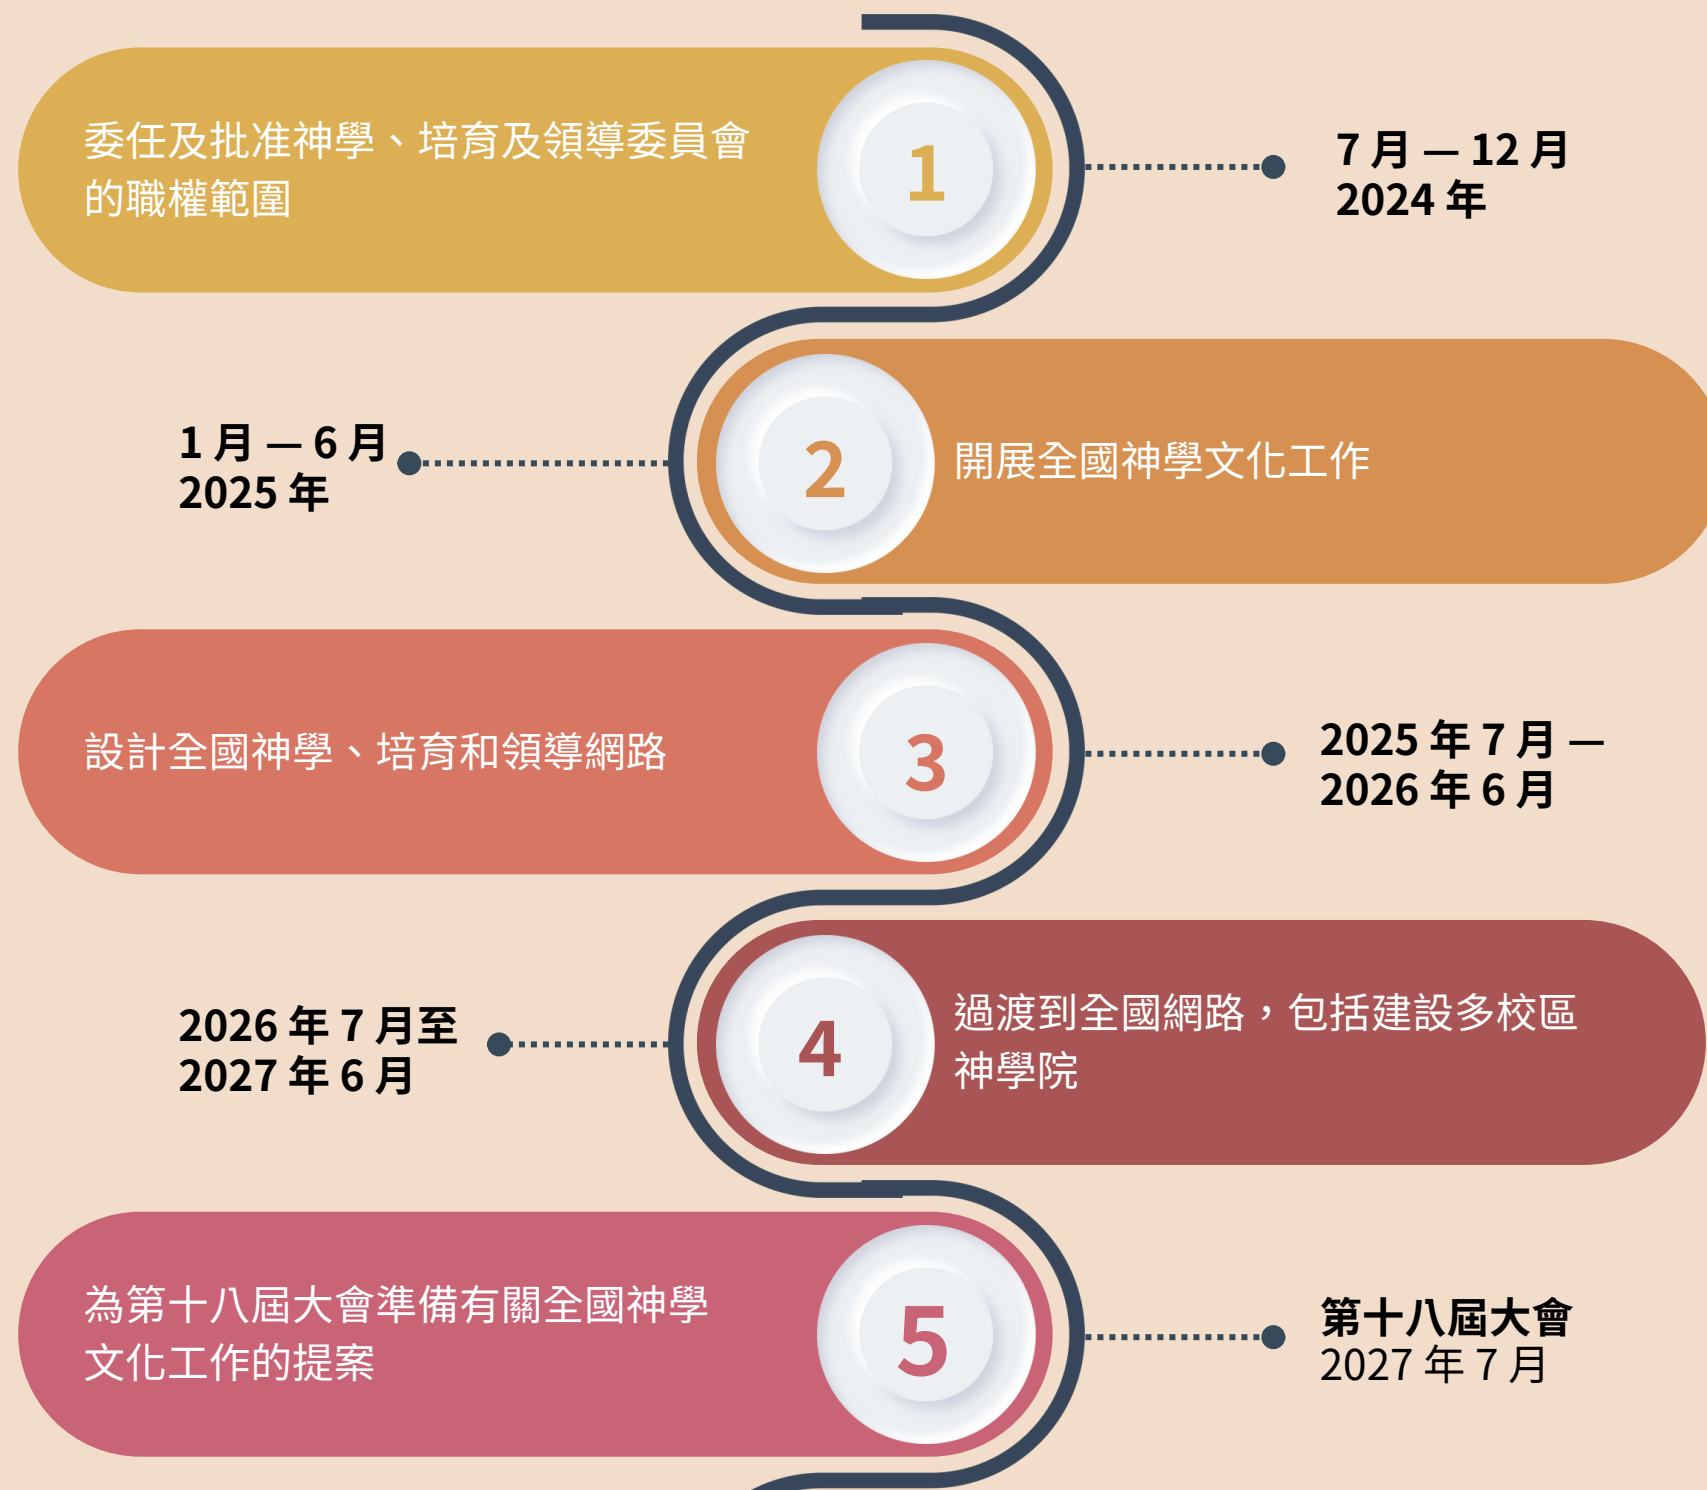 委任及批准神學、培育及領導委員會
的職權範圍
1
7 月 — 12 月
2024 年
1 月 — 6 月
2025 年
2
開展全國神學文化工作
設計全國神學、培育和領導網路
3
2025 年 7 月 —
2026 年 6 月
2026 年 7 月至
2027 年 6 月
4
過渡到全國網路，包括建設多校區
神學院
為第十八屆大會準備有關全國神學
文化工作的提案
5
第十八屆大會
2027 年 7 月